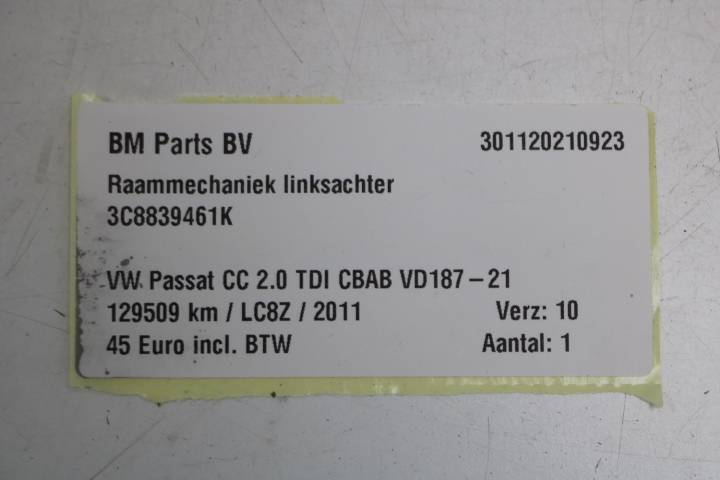 BM Parts BV 301120210923
Raammechaniek linksachter
3C8839461K
VW Passat CC 2.0 TDI CBAB VD187-21
129509 km / LC8Z / 2011 Verz: 10
45 Euro incl. BTW Aantal: 1